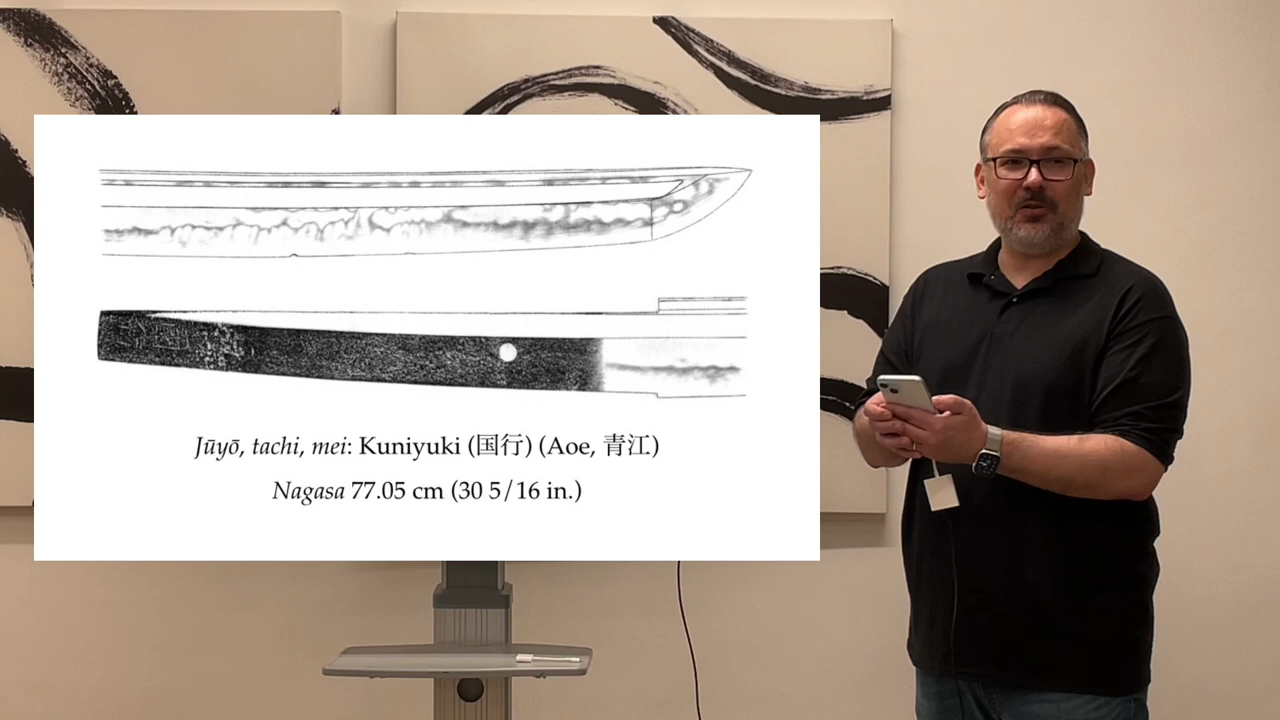 Jūyō, tachi, mei: Kuniyuki (国行) (Aoe, 青江)
Nagasa 77.05 cm (30 5/16 in.)